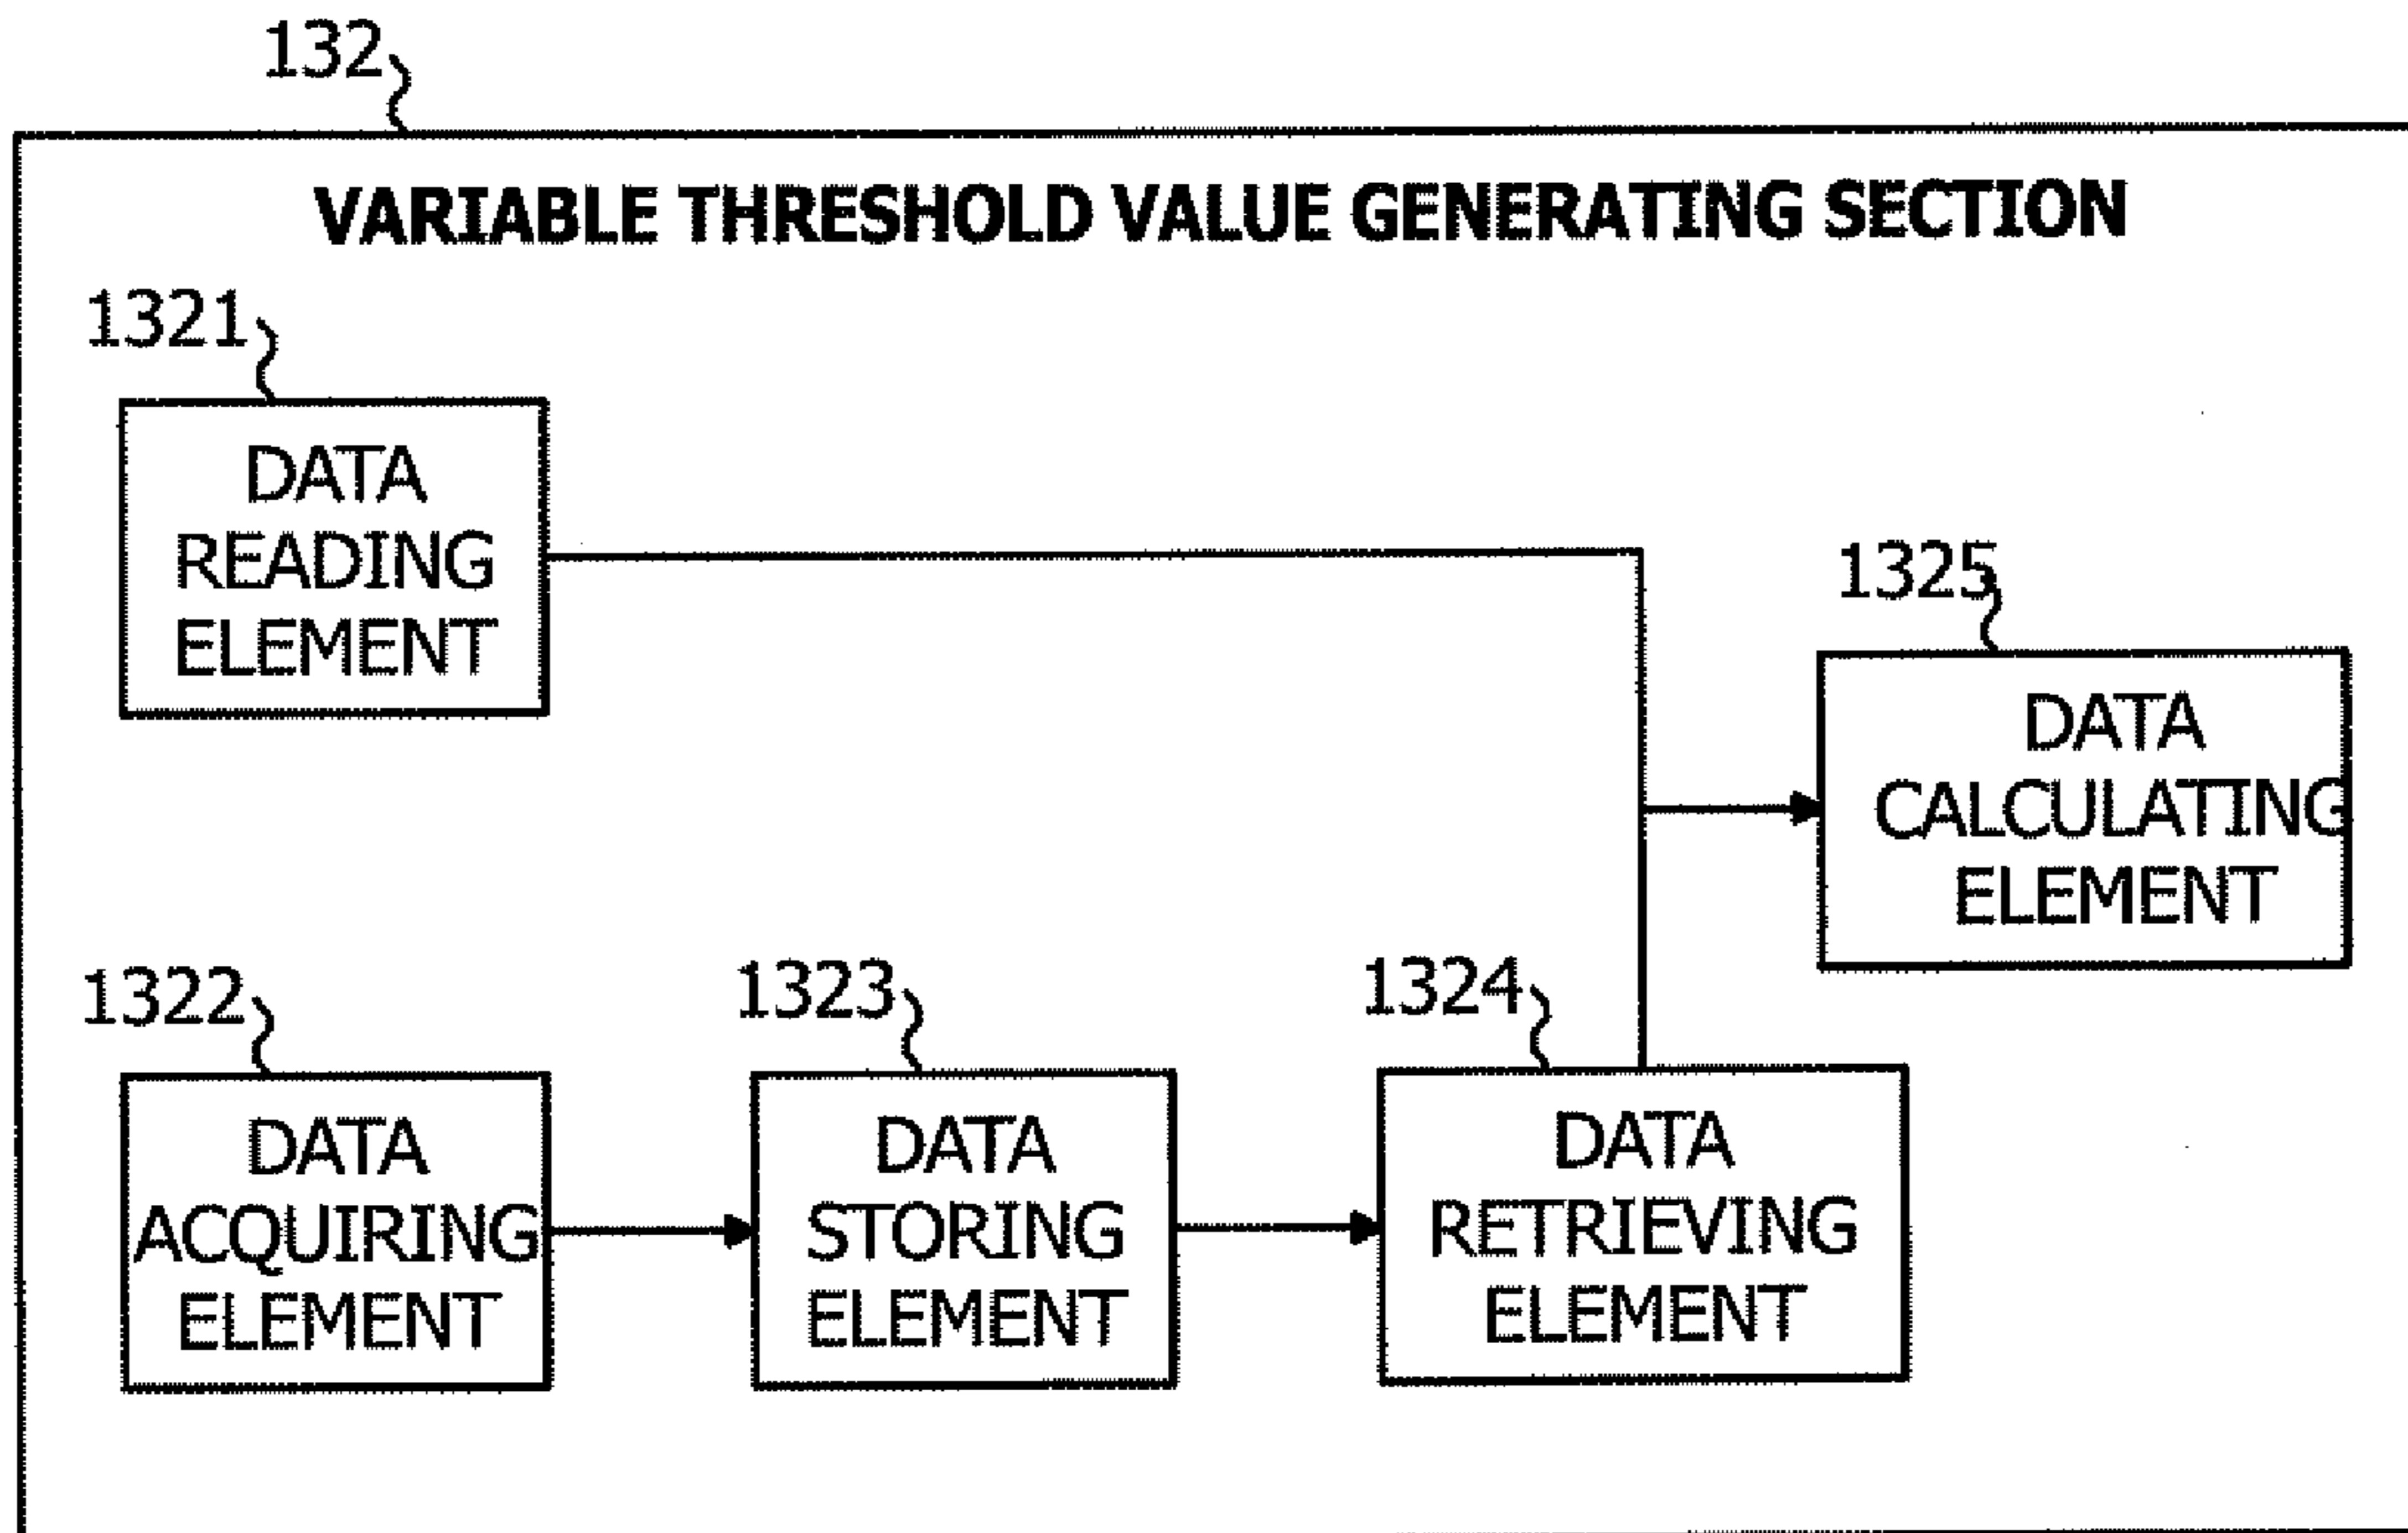 132
VARIABLE THRESHOLD VALUE GENERATING SECTION
1321
DATA
READING
ELEMENT
1325
DATA
CALCULATING
ELEMENT
1322
DATA
ACQUIRING
ELEMENT
1323
DATA
STORING
ELEMENT
1324
DATA
RETRIEVING
ELEMENT